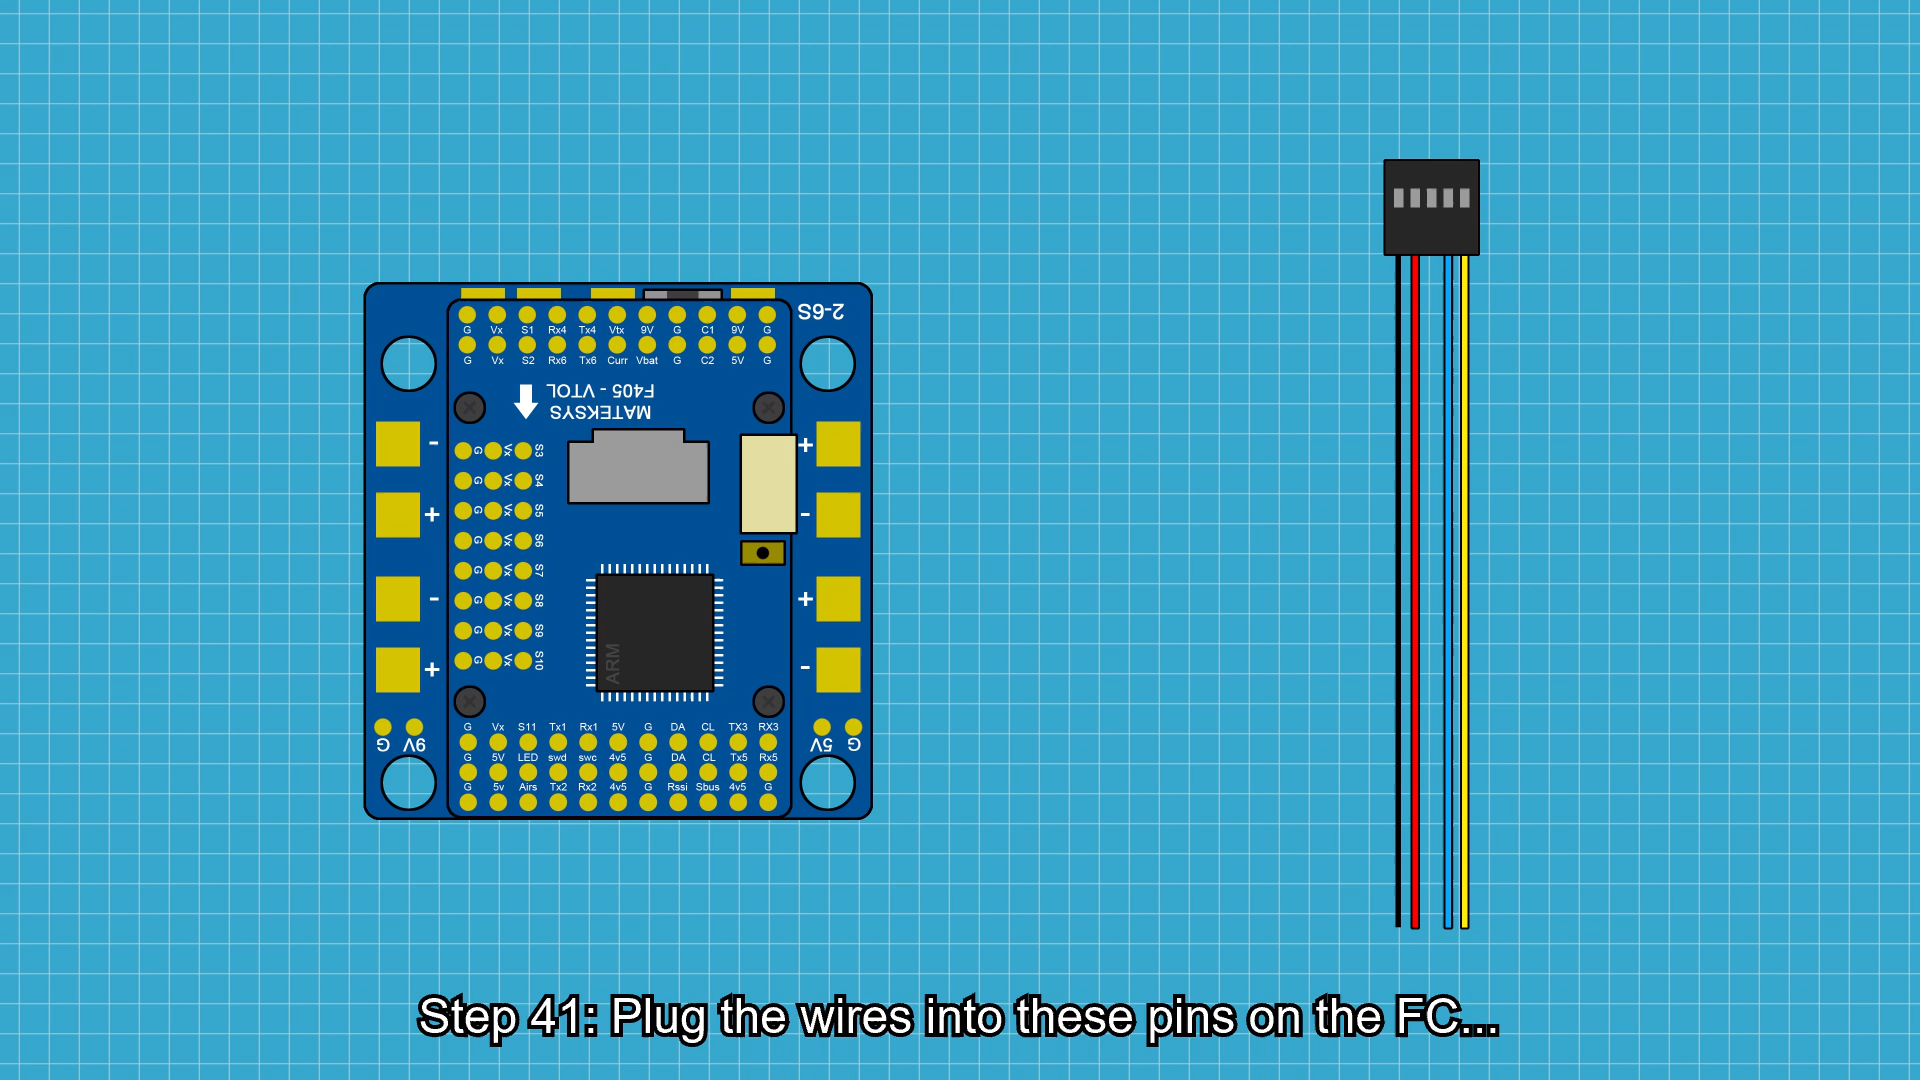 2-6S
G Vx S1 Rx4 Tx4 Vtx 9V G C1 9V G
G Vx S2 Rx6 Tx6 Curr Vbat G C2 5V G
F405 - VTOL
MATEKSYS
- +
G Vx S3
G Vx S4
+ -
G Vx S5
G Vx S6
G Vx S7
- +
G Vx S8
G Vx S9
G Vx S10
+ -
ARM
G Vx S11 Tx1 Rx1 5V G DA CL TX3 RX3
G 9V
5V G
G 5V LED swd swc 4v5 G DA CL Tx5 Rx5
G 5v Airs Tx2 Rx2 4v5 G Rssi Sbus 4v5 G
Step 41: Plug the wires into these pins on the FC...